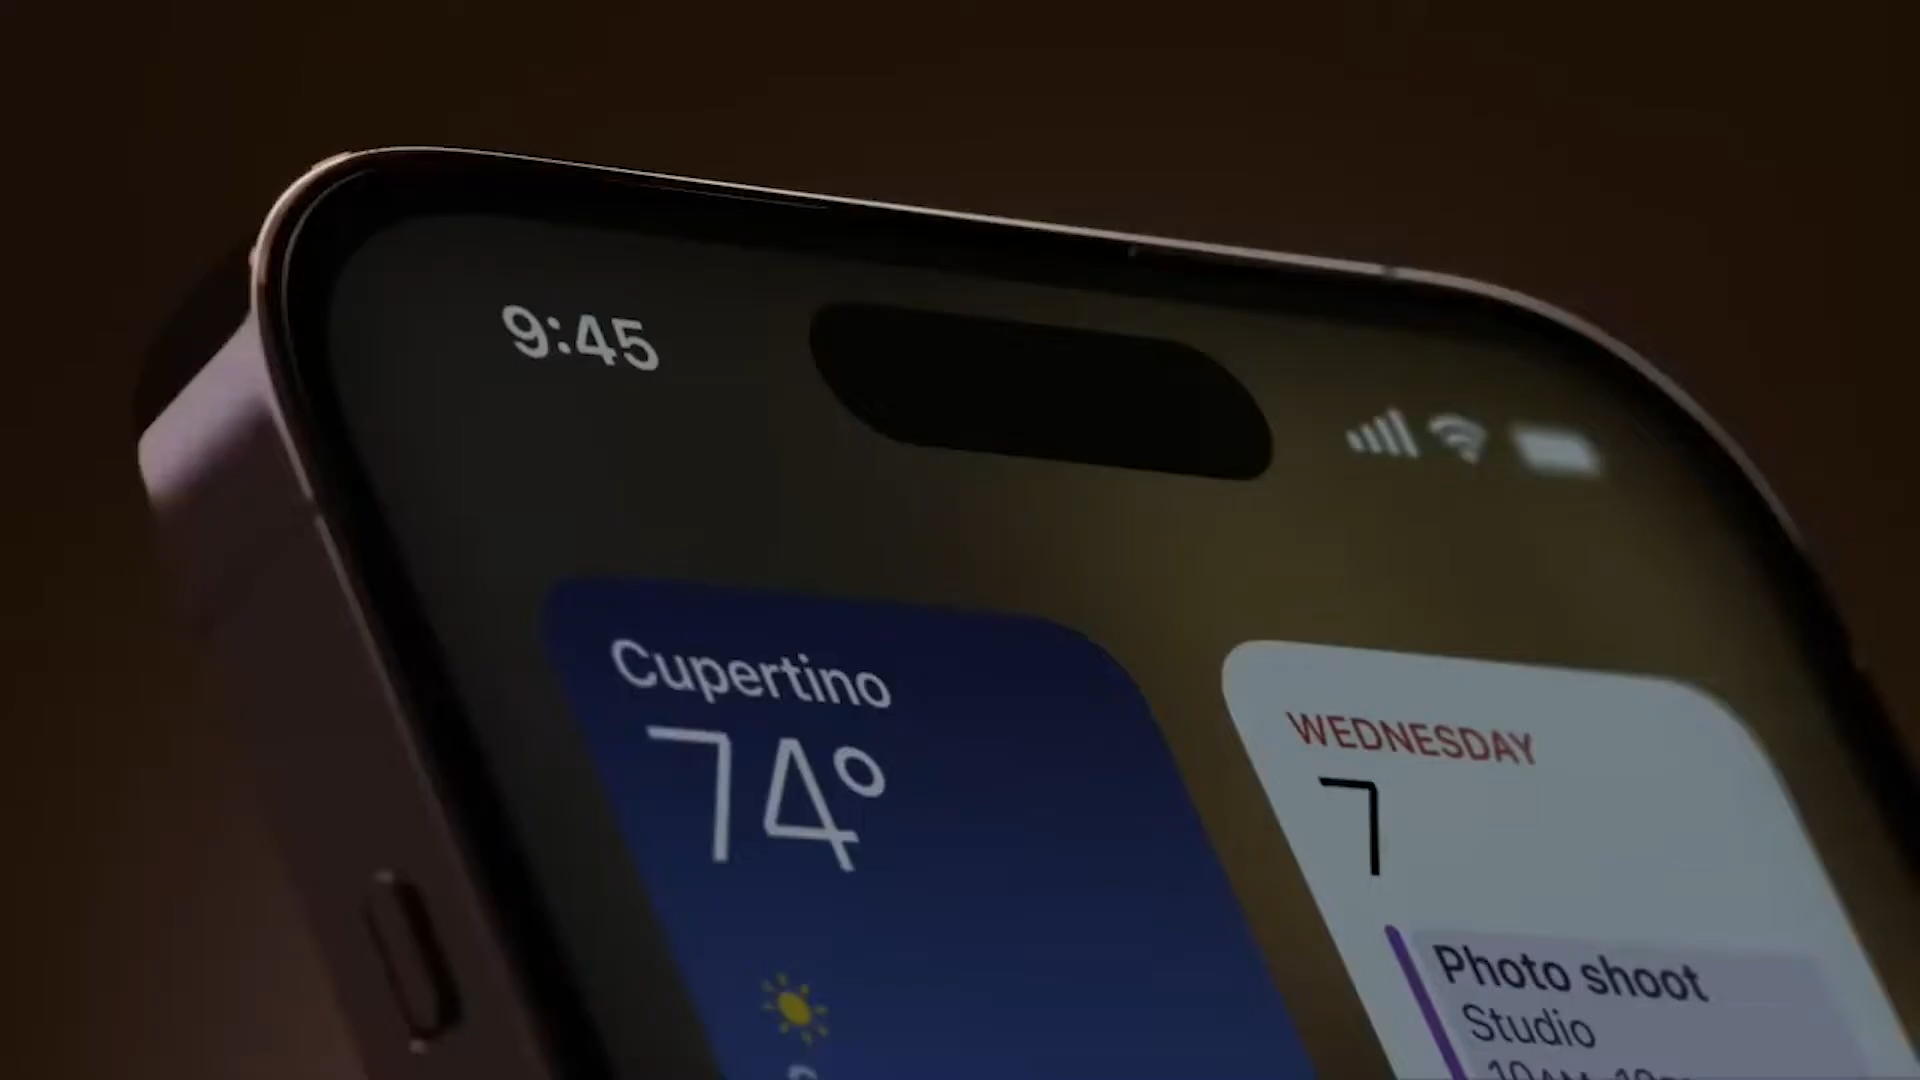 9:45
Cupertino
74°
WEDNESDAY
7
Photo shoot
Studio